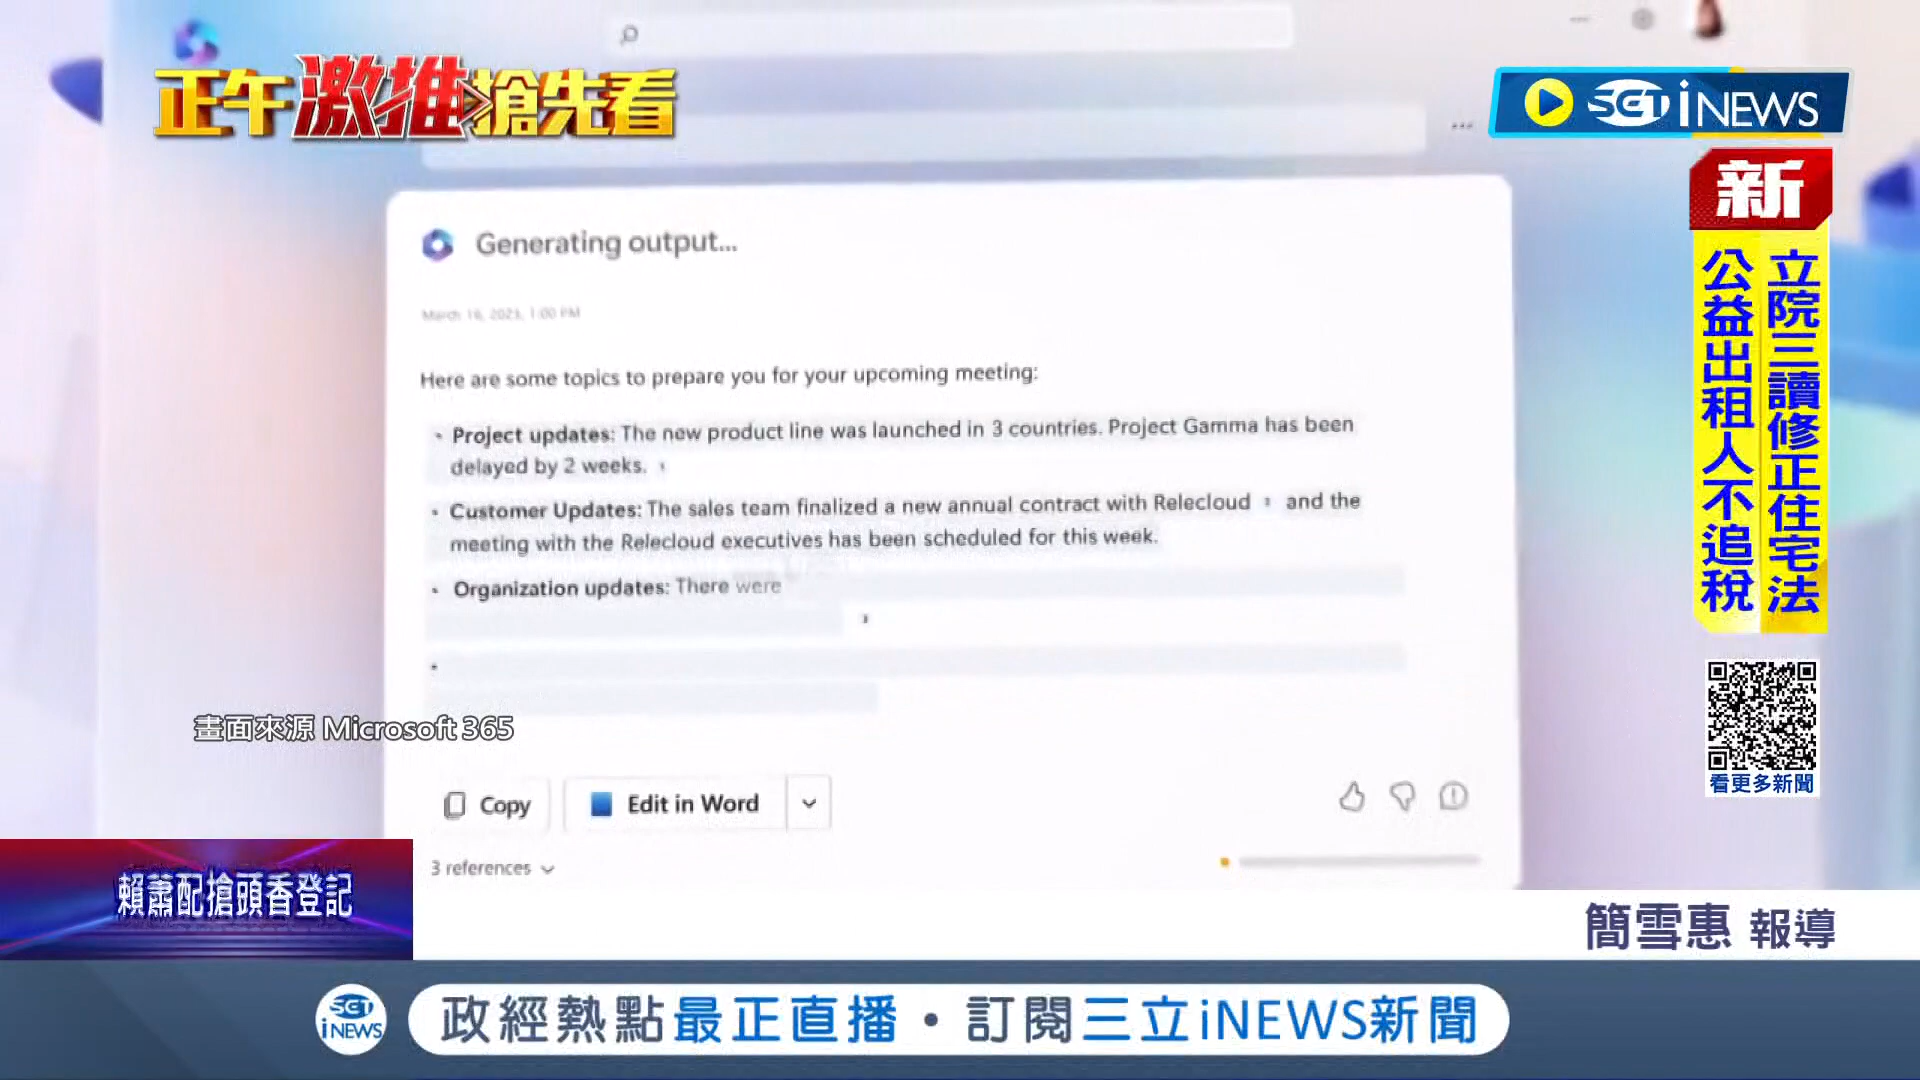 正午激推搶先看
SET iNEWS
新
立院三讀修正住宅法
公益出租人不追稅
Generating output...
March 16, 2023, 1:00 PM
Here are some topics to prepare you for your upcoming meeting:
• Project updates: The new product line was launched in 3 countries. Project Gamma has been
delayed by 2 weeks.
• Customer Updates: The sales team finalized a new annual contract with Relecloud and the
meeting with the Relecloud executives has been scheduled for this week.
• Organization updates: There were
畫面來源 Microsoft 365
看更多新聞
Copy
Edit in Word
3 references
賴蕭配搶頭香登記
簡雪惠 報導
SET iNEWS
政經熱點最正直播・訂閱三立iNEWS新聞